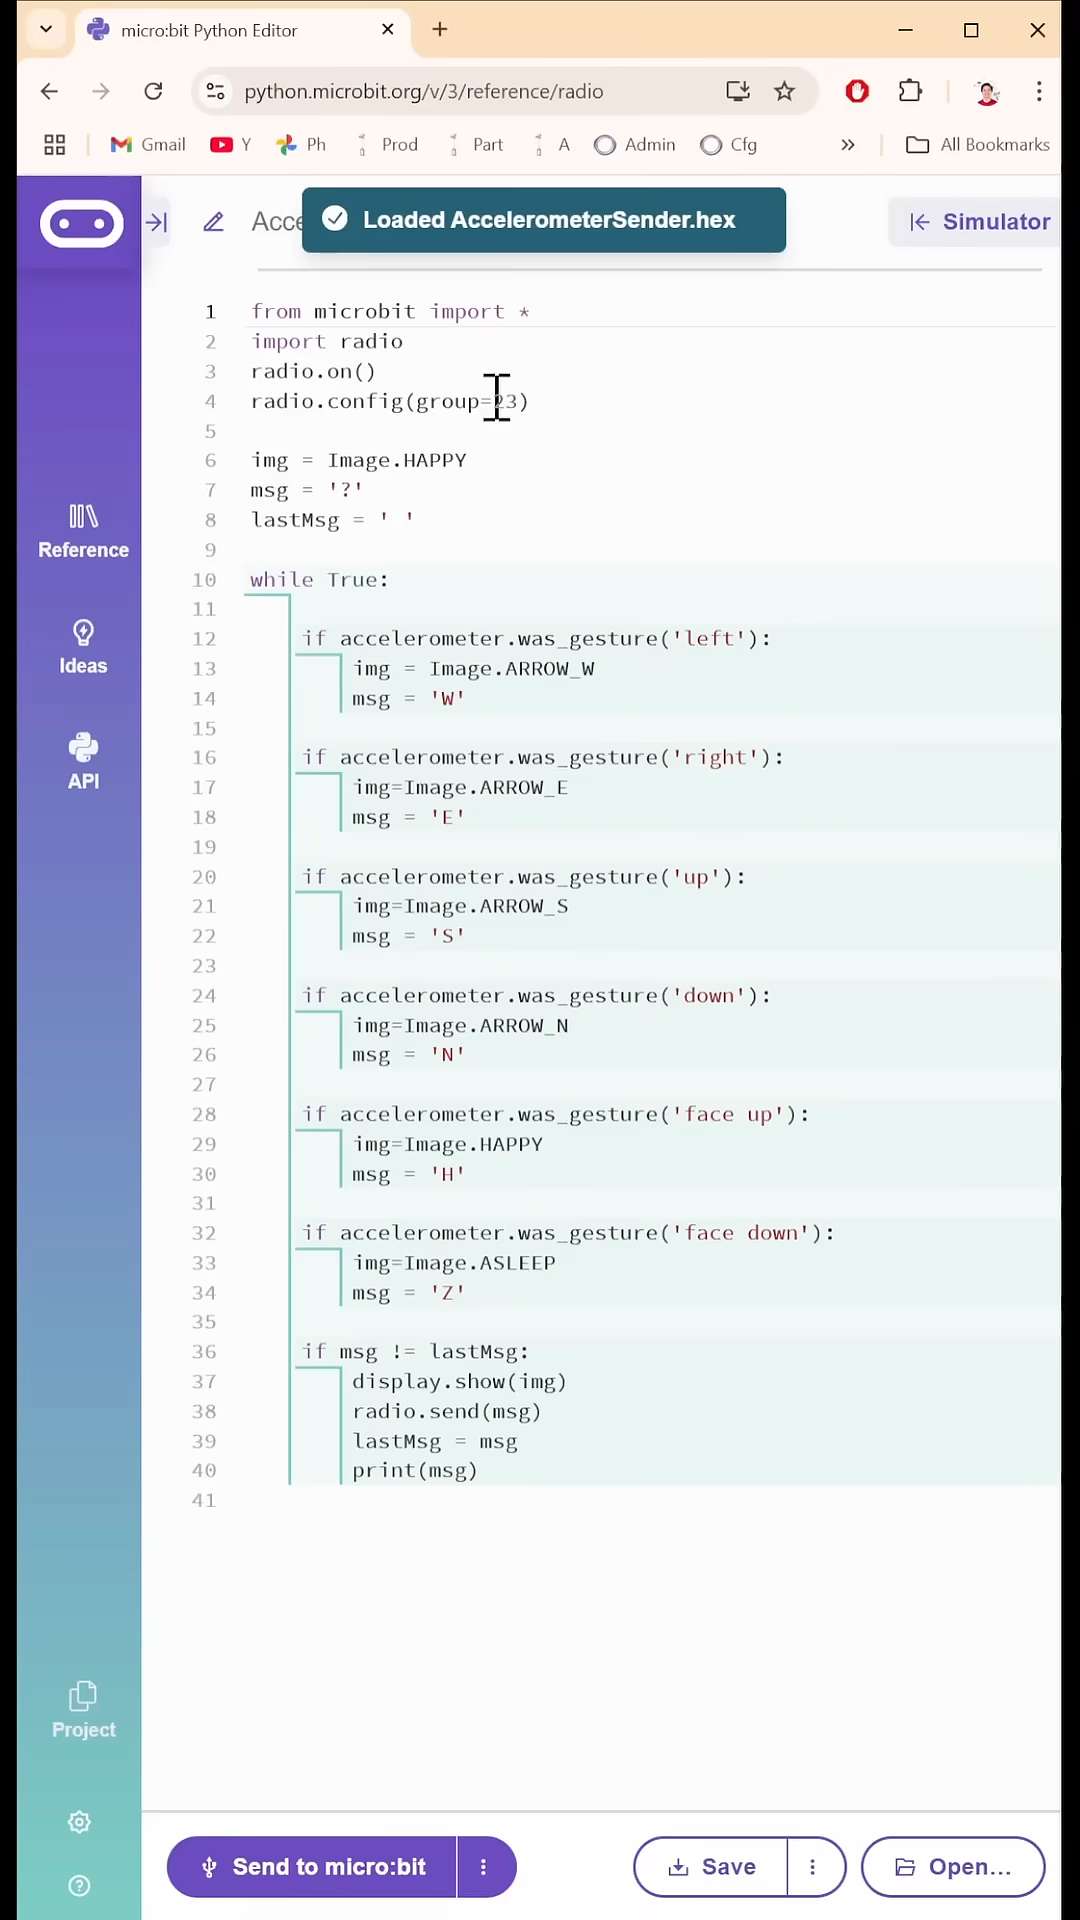 micro:bit Python Editor
python.microbit.org/v/3/reference/radio
Gmail Y Ph Prod Part A Admin Cfg » All Bookmarks
Acce
Loaded AccelerometerSender.hex
Simulator
1 from microbit import *
2 import radio
3 radio.on()
4 radio.config(group=23)
5
6 img = Image.HAPPY
7 msg = '?'
8 lastMsg = ' '
9
10 while True:
11
12 if accelerometer.was_gesture('left'):
13 img = Image.ARROW_W
14 msg = 'W'
15
16 if accelerometer.was_gesture('right'):
17 img=Image.ARROW_E
18 msg = 'E'
19
20 if accelerometer.was_gesture('up'):
21 img=Image.ARROW_S
22 msg = 'S'
23
24 if accelerometer.was_gesture('down'):
25 img=Image.ARROW_N
26 msg = 'N'
27
28 if accelerometer.was_gesture('face up'):
29 img=Image.HAPPY
30 msg = 'H'
31
32 if accelerometer.was_gesture('face down'):
33 img=Image.ASLEEP
34 msg = 'Z'
35
36 if msg != lastMsg:
37 display.show(img)
38 radio.send(msg)
39 lastMsg = msg
40 print(msg)
41
Reference
Ideas
API
Project
Send to micro:bit
Save
Open...